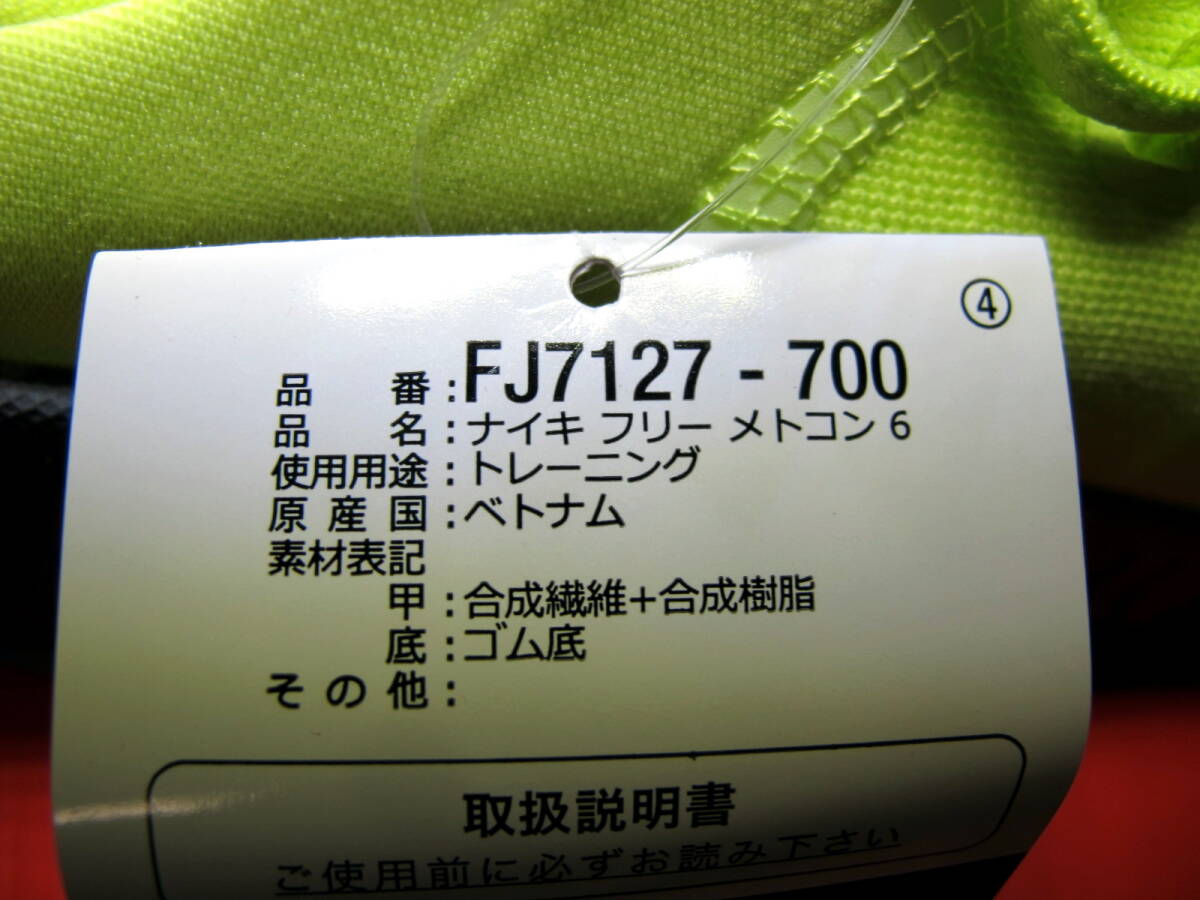 ④
品 番:FJ7127-700
品 名:ナイキ フリー メトコン 6
使用用途:トレーニング
原産国:ベトナム
素材表記
甲:合成繊維+合成樹脂
底:ゴム底
その他:
取扱説明書
ご使用前に必ずお読み下さい